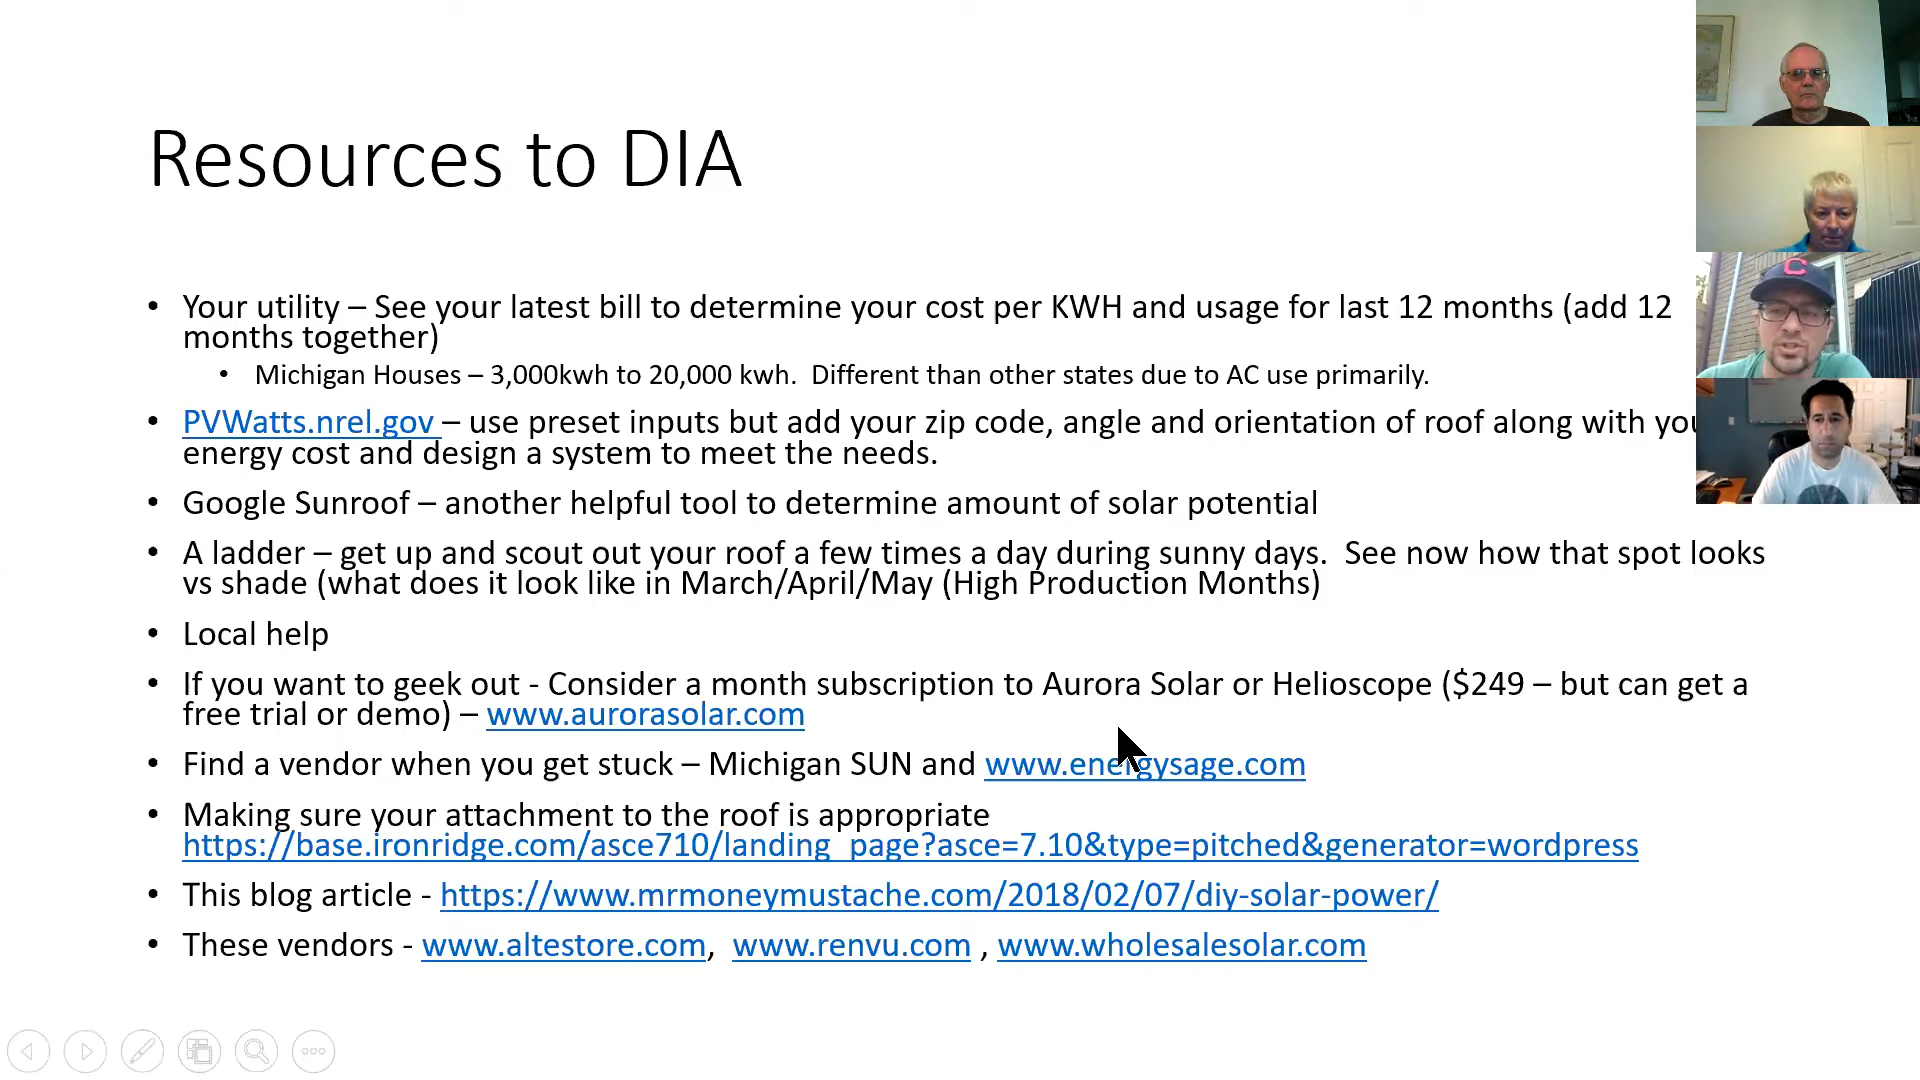 Resources to DIA
• Your utility – See your latest bill to determine your cost per KWH and usage for last 12 months (add 12
months together)
• Michigan Houses – 3,000kwh to 20,000 kwh.  Different than other states due to AC use primarily.
• PVWatts.nrel.gov – use preset inputs but add your zip code, angle and orientation of roof along with you
energy cost and design a system to meet the needs.
• Google Sunroof – another helpful tool to determine amount of solar potential
• A ladder – get up and scout out your roof a few times a day during sunny days.  See now how that spot looks
vs shade (what does it look like in March/April/May (High Production Months)
• Local help
• If you want to geek out - Consider a month subscription to Aurora Solar or Helioscope ($249 – but can get a
free trial or demo) – www.aurorasolar.com
• Find a vendor when you get stuck – Michigan SUN and www.energysage.com
• Making sure your attachment to the roof is appropriate
https://base.ironridge.com/asce710/landing_page?asce=7.10&type=pitched&generator=wordpress
• This blog article - https://www.mrmoneymustache.com/2018/02/07/diy-solar-power/
• These vendors - www.altestore.com,  www.renvu.com , www.wholesalesolar.com
C